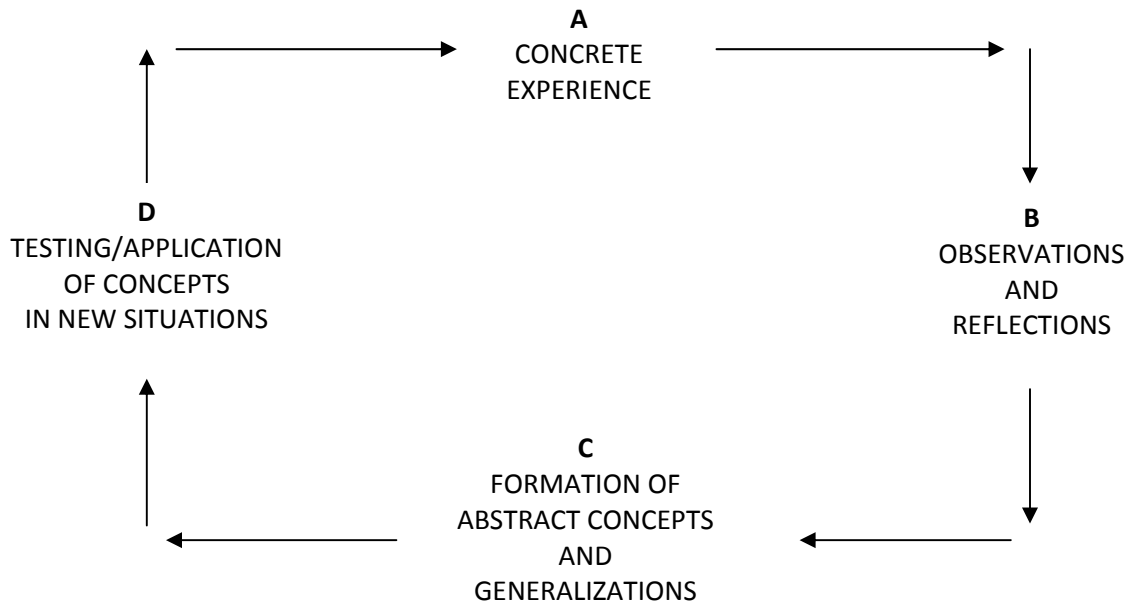 A
CONCRETE
EXPERIENCE
B
OBSERVATIONS
AND
REFLECTIONS
C
FORMATION OF
ABSTRACT CONCEPTS
AND
GENERALIZATIONS
D
TESTING/APPLICATION
OF CONCEPTS
IN NEW SITUATIONS